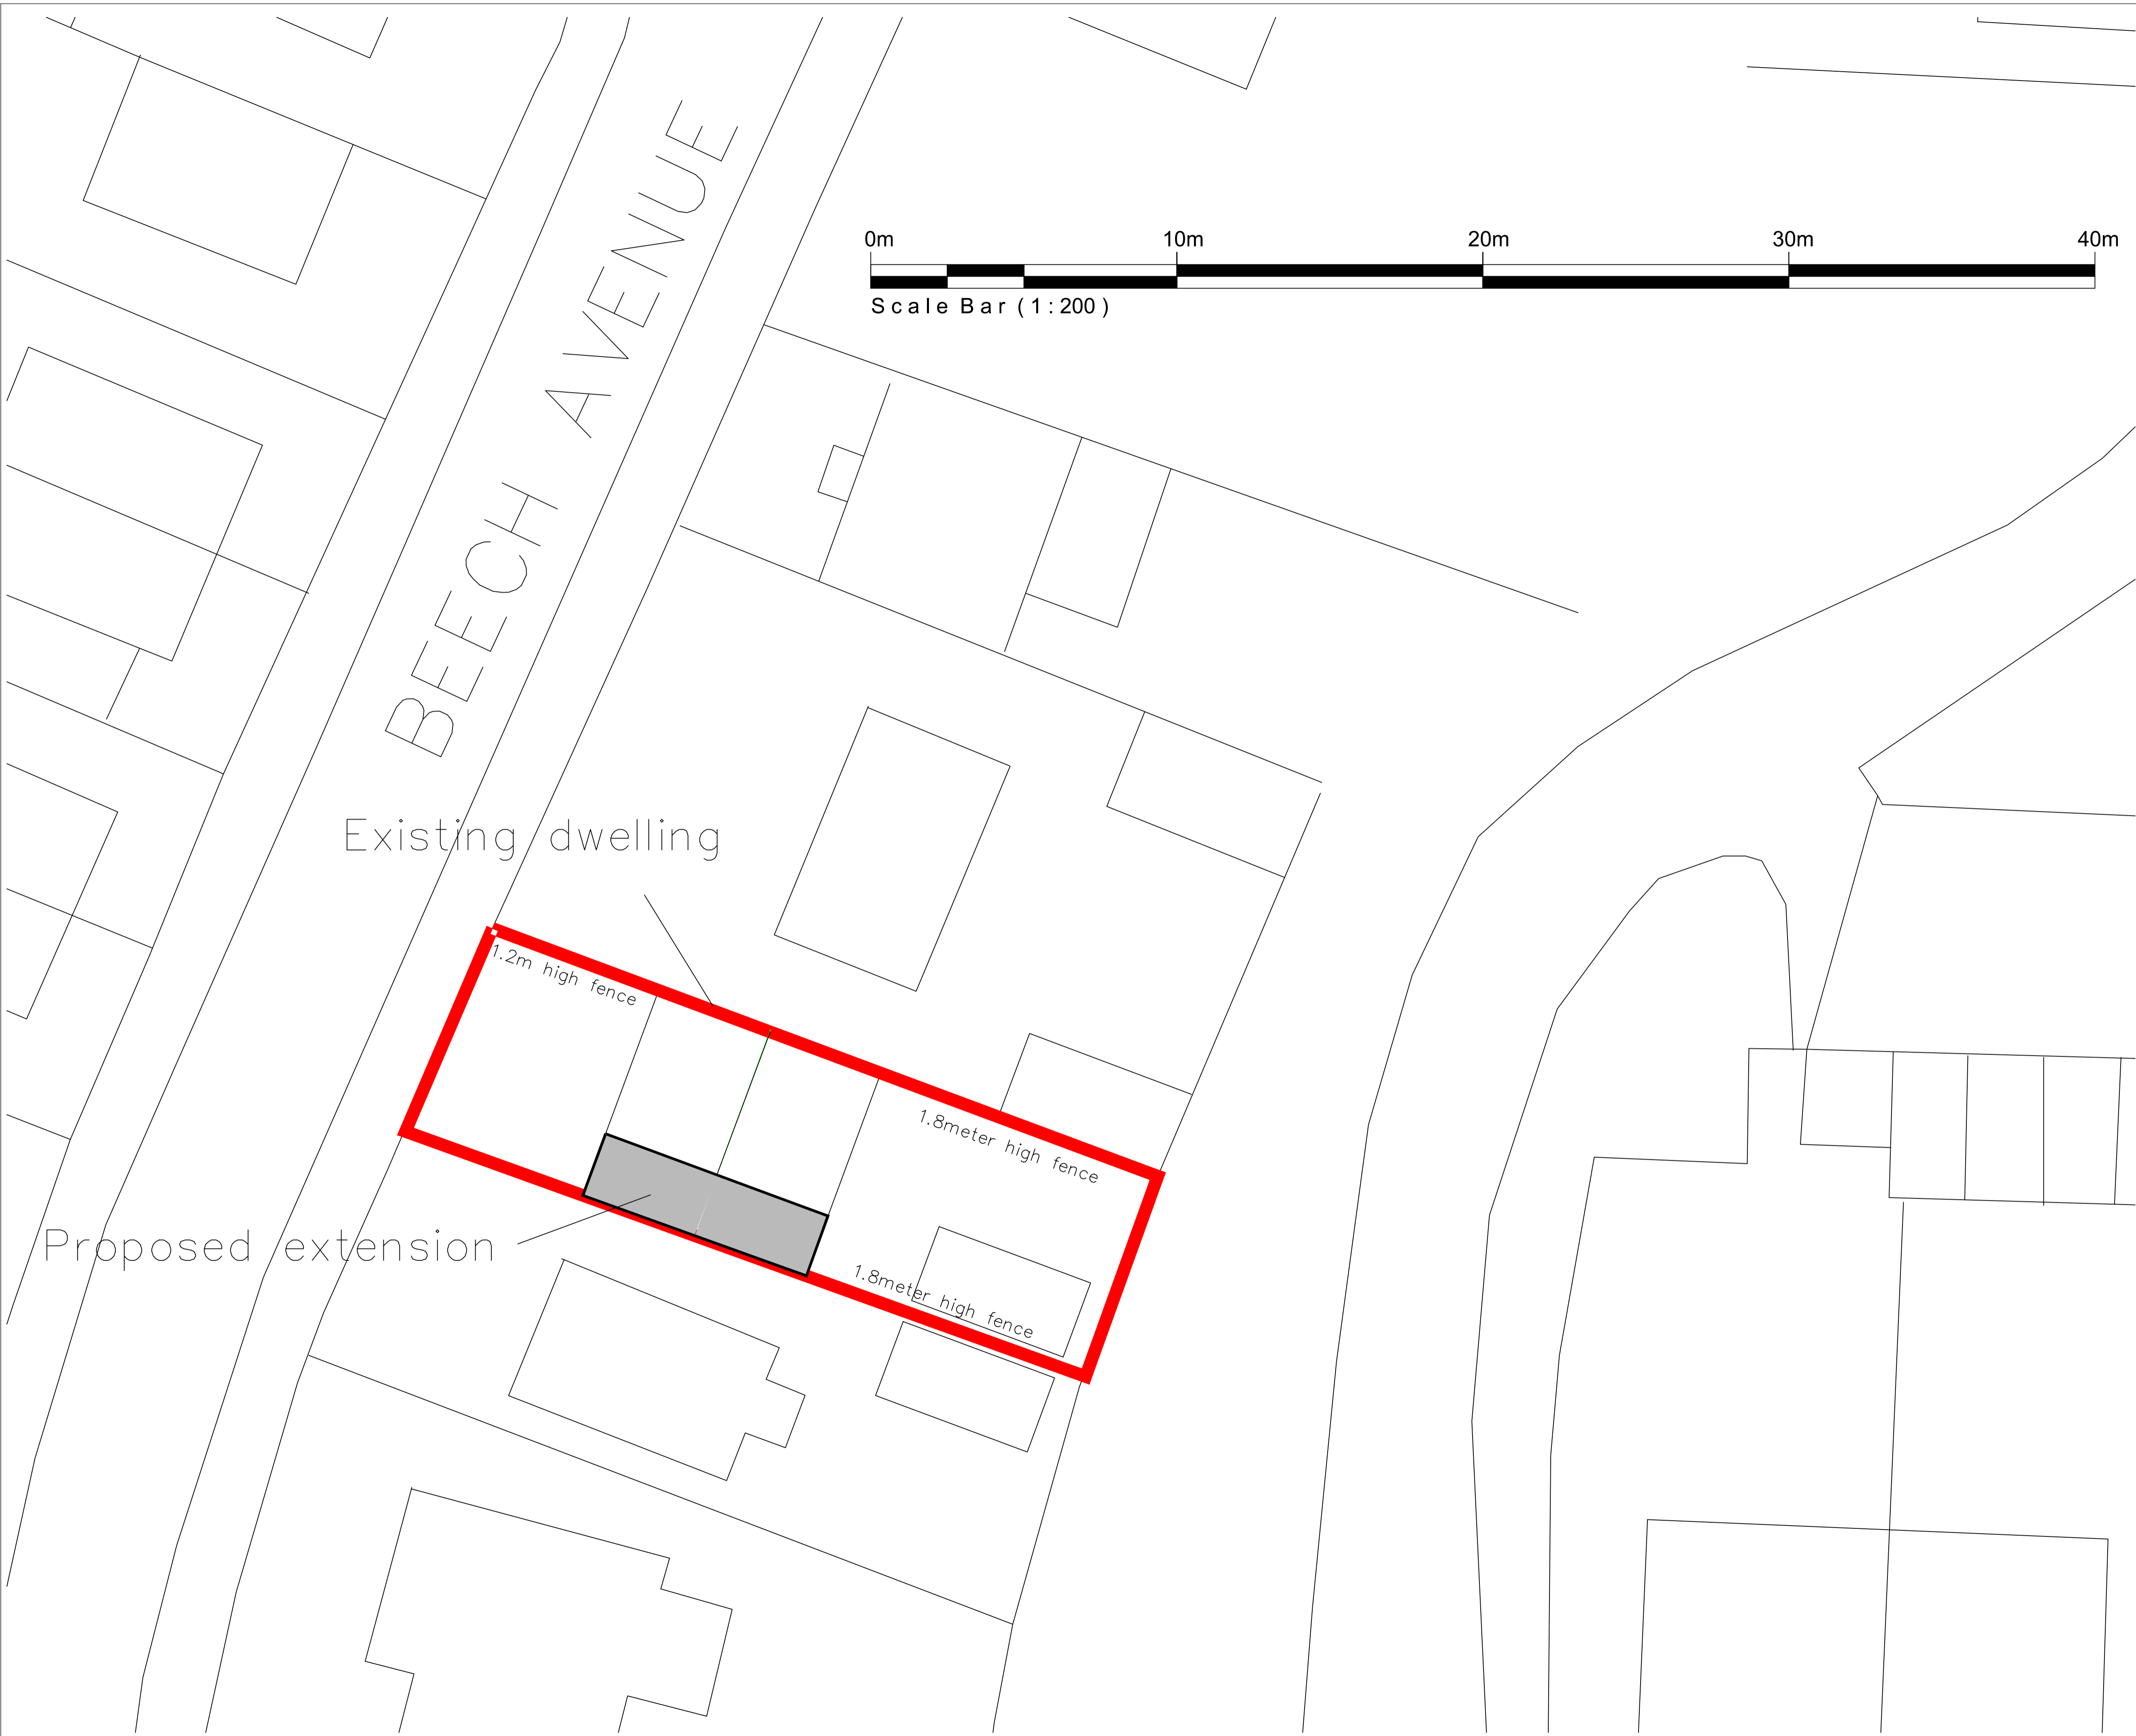 BEECH AVENUE
0m 10m 20m 30m 40m
Scale Bar (1:200)
Existing dwelling
1.2m high fence
1.8meter high fence
Proposed extension
1.8meter high fence